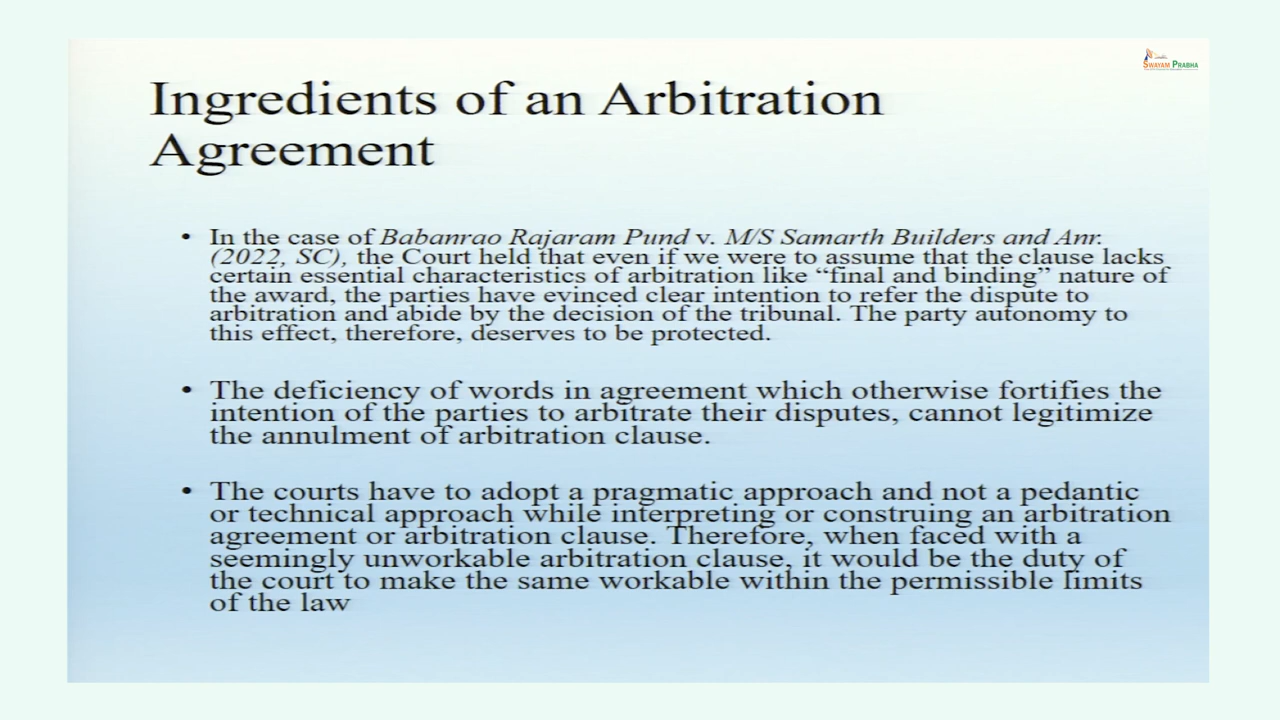 SWAYAM PRABHA
Ingredients of an Arbitration
Agreement
• In the case of Babanrao Rajaram Pund v. M/S Samarth Builders and Anr.
(2022, SC), the Court held that even if we were to assume that the clause lacks
certain essential characteristics of arbitration like “final and binding” nature of
the award, the parties have evinced clear intention to refer the dispute to
arbitration and abide by the decision of the tribunal. The party autonomy to
this effect, therefore, deserves to be protected.
• The deficiency of words in agreement which otherwise fortifies the
intention of the parties to arbitrate their disputes, cannot legitimize
the annulment of arbitration clause.
• The courts have to adopt a pragmatic approach and not a pedantic
or technical approach while interpreting or construing an arbitration
agreement or arbitration clause. Therefore, when faced with a
seemingly unworkable arbitration clause, it would be the duty of
the court to make the same workable within the permissible limits
of the law